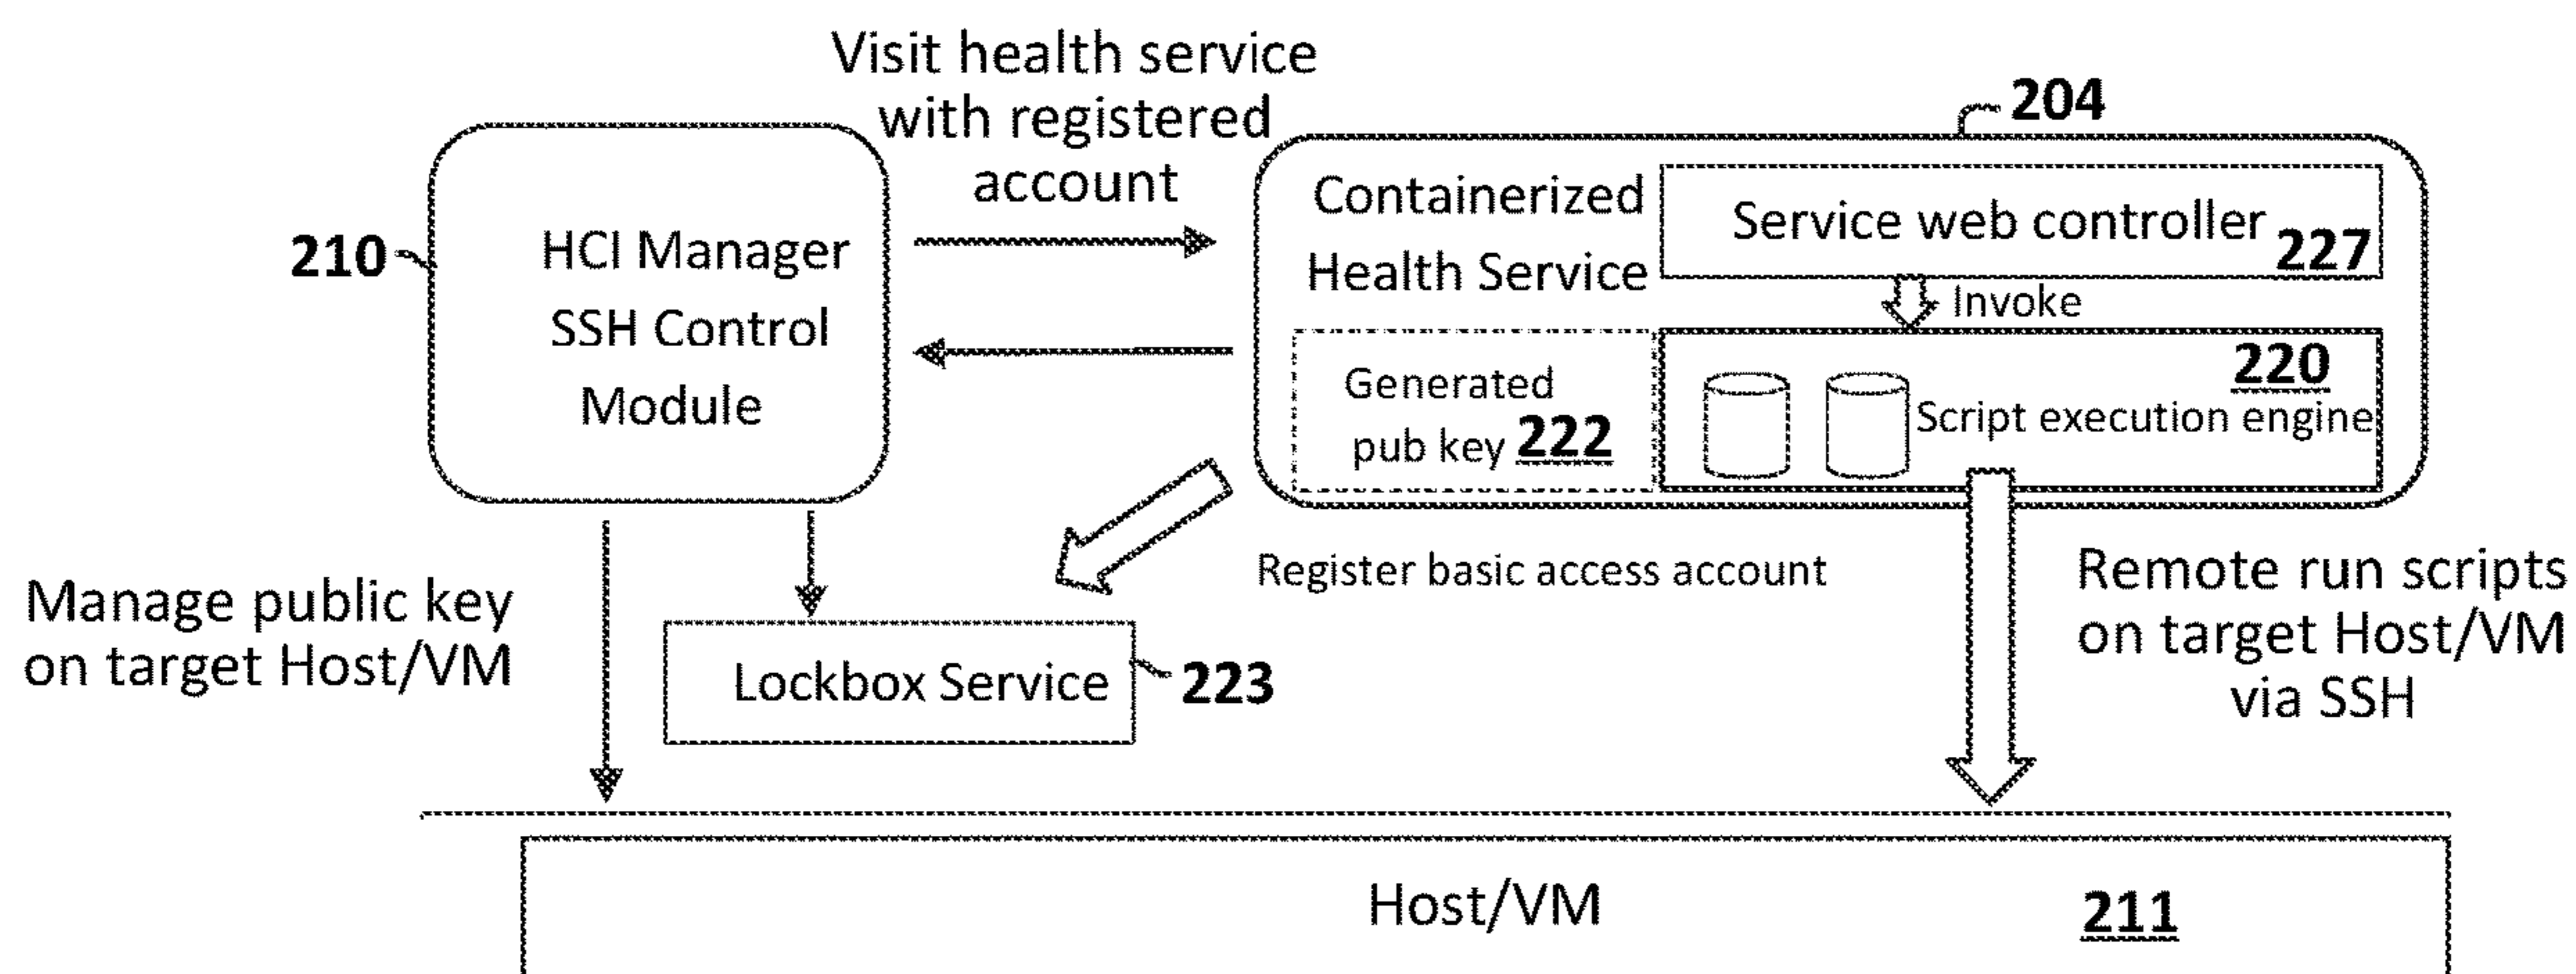 Visit health service
with registered
account
204
210
HCI Manager
SSH Control
Module
Containerized
Health Service
Service web controller 227
Invoke
Generated
pub key 222
220
Script execution engine
Register basic access account
Manage public key
on target Host/VM
Lockbox Service
223
Remote run scripts
on target Host/VM
via SSH
Host/VM
211